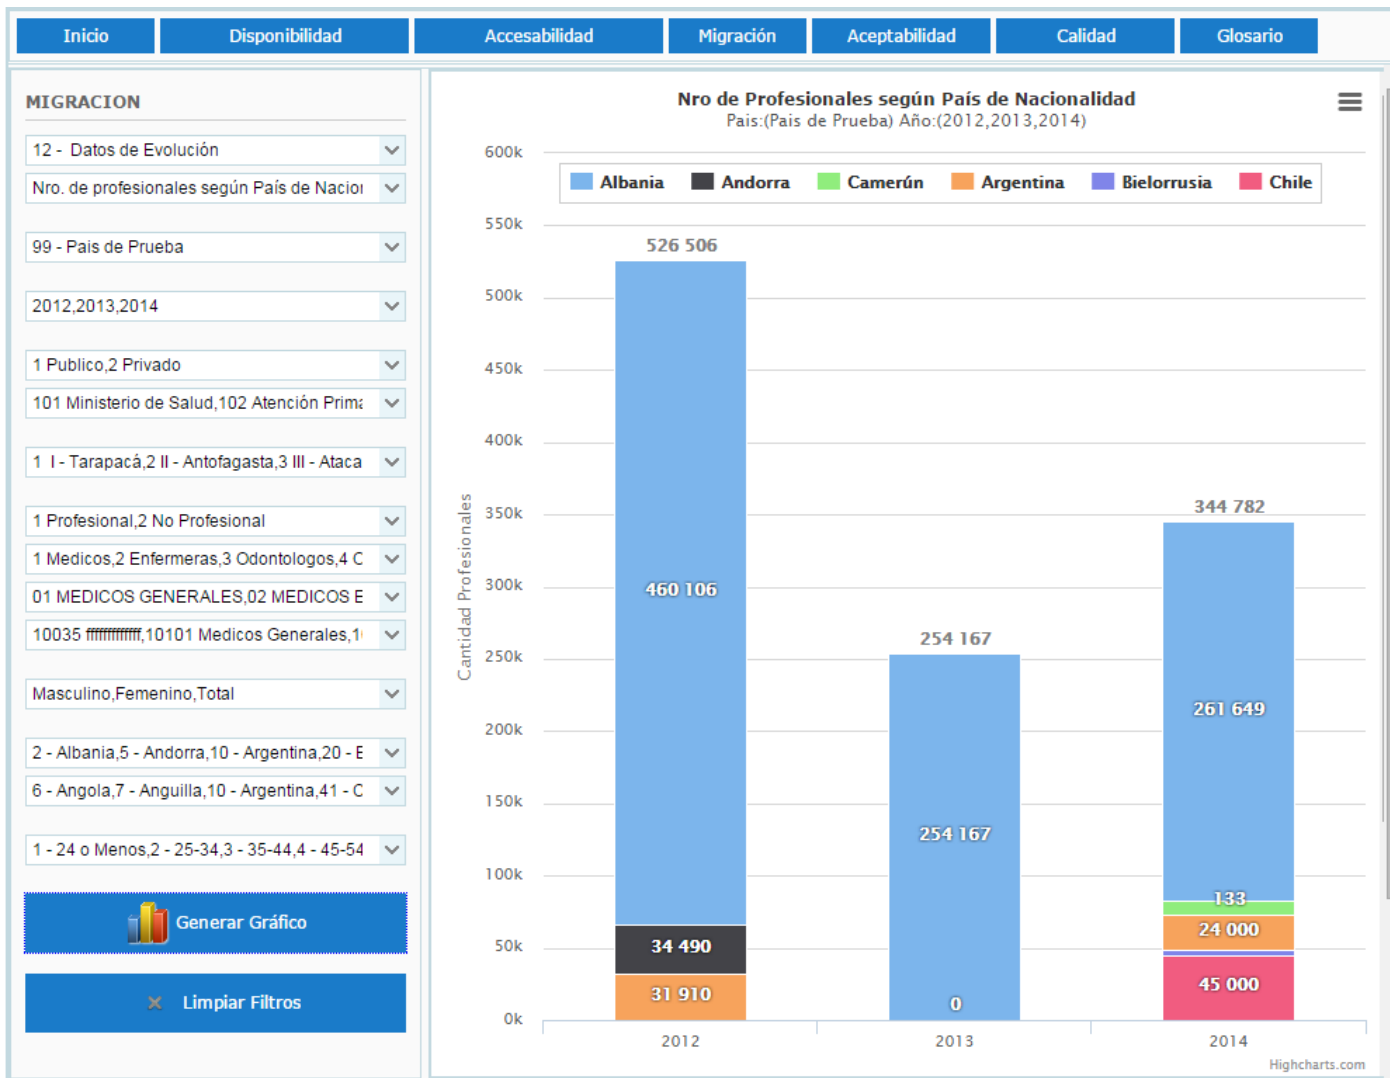 Inicio Disponibilidad Accesabilidad Migración Aceptabilidad Calidad Glosario
MIGRACION
12 - Datos de Evolución
Nro. de profesionales según País de Nacior
99 - Pais de Prueba
2012,2013,2014
1 Publico,2 Privado
101 Ministerio de Salud,102 Atención Prima
1 I - Tarapacá,2 II - Antofagasta,3 III - Ataca
1 Profesional,2 No Profesional
1 Medicos,2 Enfermeras,3 Odontologos,4 C
01 MEDICOS GENERALES,02 MEDICOS E
10035 fffffffffffff,10101 Medicos Generales,1
Masculino,Femenino,Total
2 - Albania,5 - Andorra,10 - Argentina,20 - E
6 - Angola,7 - Anguilla,10 - Argentina,41 - C
1 - 24 o Menos,2 - 25-34,3 - 35-44,4 - 45-54
Generar Gráfico
Limpiar Filtros
Nro de Profesionales según País de Nacionalidad
Pais:(Pais de Prueba) Año:(2012,2013,2014)
Albania Andorra Camerún Argentina Bielorrusia Chile
Cantidad Profesionales
600k
550k
500k
450k
400k
350k
300k
250k
200k
150k
100k
50k
0k
526 506
460 106
34 490
31 910
254 167
254 167
0
344 782
261 649
133
24 000
45 000
2012 2013 2014
Highcharts.com